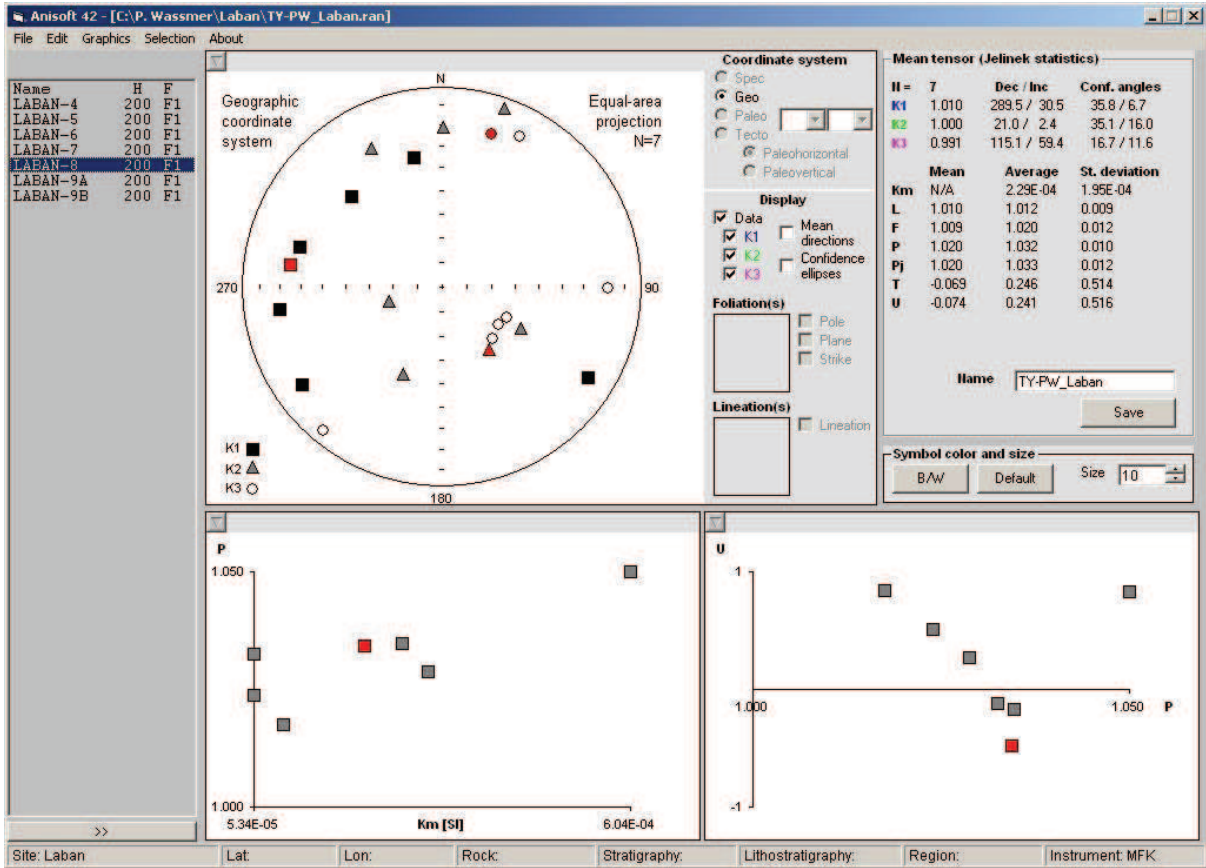 Anisoft 42 - [C:\P. Wassmer\Laban\TY-PW_Laban.ran]
File Edit Graphics Selection About
Name H F
LABAN-4 200 F1
LABAN-5 200 F1
LABAN-6 200 F1
LABAN-7 200 F1
LABAN-8 200 F1
LABAN-9A 200 F1
LABAN-9B 200 F1
>>
Geographic
coordinate
system
N
Equal-area
projection
N=7
270
90
180
K1
K2
K3
Coordinate system
Spec
Geo
Paleo
Tecto
Paleohorizontal
Paleovertical
Display
Data
K1
K2
K3
Mean
directions
Confidence
ellipses
Foliation(s)
Pole
Plane
Strike
Lineation(s)
Lineation
Mean tensor (Jelinek statistics)
N = 7 Dec / Inc Conf. angles
K1 1.010 289.5 / 30.5 35.8 / 6.7
K2 1.000 21.0 / 2.4 35.1 / 16.0
K3 0.991 115.1 / 59.4 16.7 / 11.6
Mean Average St. deviation
Km N/A 2.29E-04 1.95E-04
L 1.010 1.012 0.009
F 1.009 1.020 0.012
P 1.020 1.032 0.010
Pj 1.020 1.033 0.012
T -0.069 0.246 0.514
U -0.074 0.241 0.516
Name TY-PW_Laban
Save
Symbol color and size
B/W Default Size 10
P
1.050
1.000
5.34E-05 Km [SI] 6.04E-04
U
1
1.000 1.050 P
-1
Site: Laban Lat: Lon: Rock: Stratigraphy: Lithostratigraphy: Region: Instrument: MFK